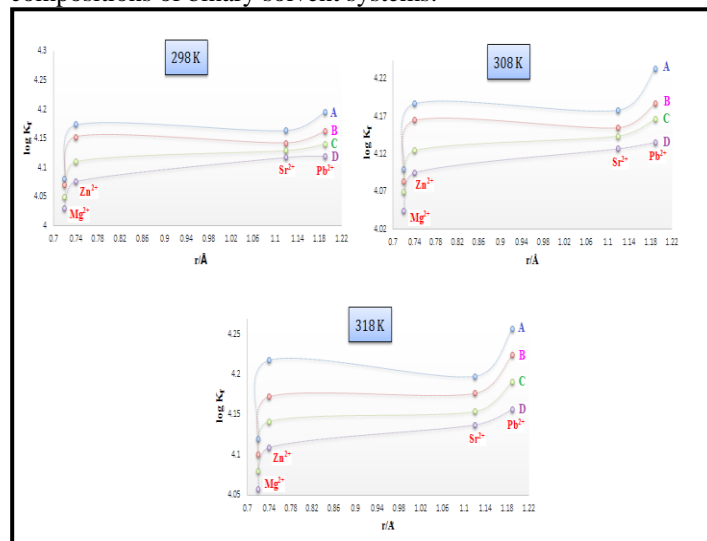 compositions of binary solvent systems.
298 K
4.3
4.25
4.2
4.15
4.1
4.05
4
log Kf
A
B
C
D
Zn²⁺
Mg²⁺
Sr²⁺
Pb²⁺
0.7 0.74 0.78 0.82 0.86 0.9 0.94 0.98 1.02 1.06 1.1 1.14 1.18 1.22
r/Å
308 K
4.22
4.17
4.12
4.07
4.02
log Kf
A
B
C
D
Zn²⁺
Mg²⁺
Sr²⁺
Pb²⁺
0.7 0.74 0.78 0.82 0.86 0.9 0.94 0.98 1.02 1.06 1.1 1.14 1.18 1.22
r/Å
318 K
4.25
4.2
4.15
4.1
4.05
log Kf
A
B
C
D
Zn²⁺
Mg²⁺
Sr²⁺
Pb²⁺
0.7 0.74 0.78 0.82 0.86 0.9 0.94 0.98 1.02 1.06 1.1 1.14 1.18 1.22
r/Å